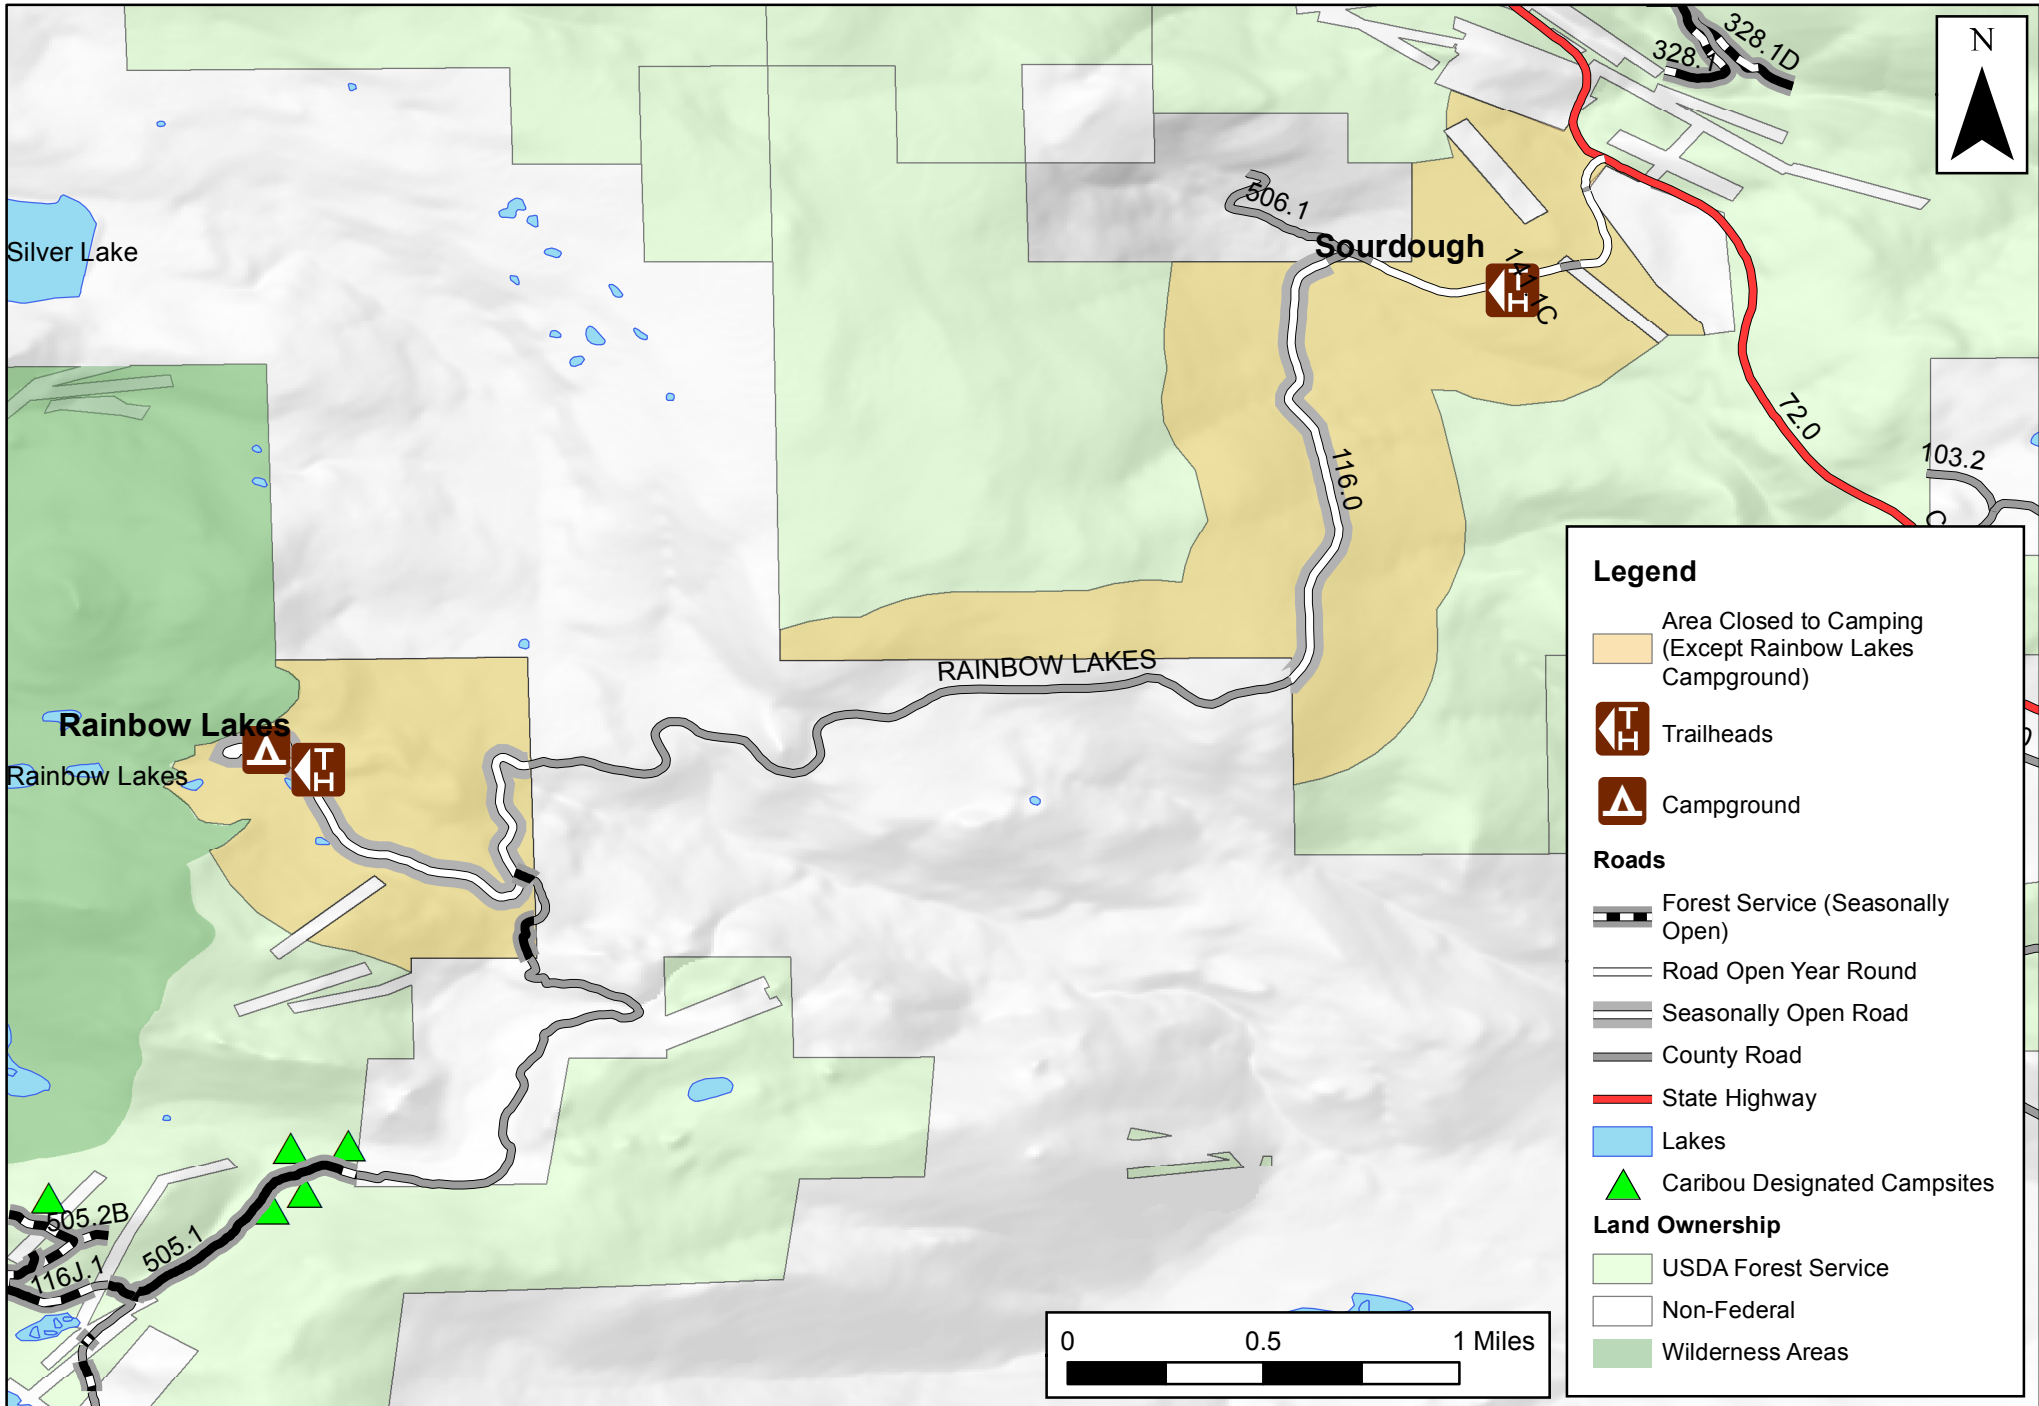 328.1D
328.1
N
506.1
Silver Lake
Sourdough
141.1C
72.0
103.2
C
116.0
RAINBOW LAKES
Rainbow Lakes
Rainbow Lakes
505.2B
505.1
116J.1
Legend
Area Closed to Camping
(Except Rainbow Lakes
Campground)
TH
Trailheads
Campground
Roads
Forest Service (Seasonally
Open)
Road Open Year Round
Seasonally Open Road
County Road
State Highway
Lakes
Caribou Designated Campsites
Land Ownership
USDA Forest Service
Non-Federal
Wilderness Areas
0 0.5 1 Miles